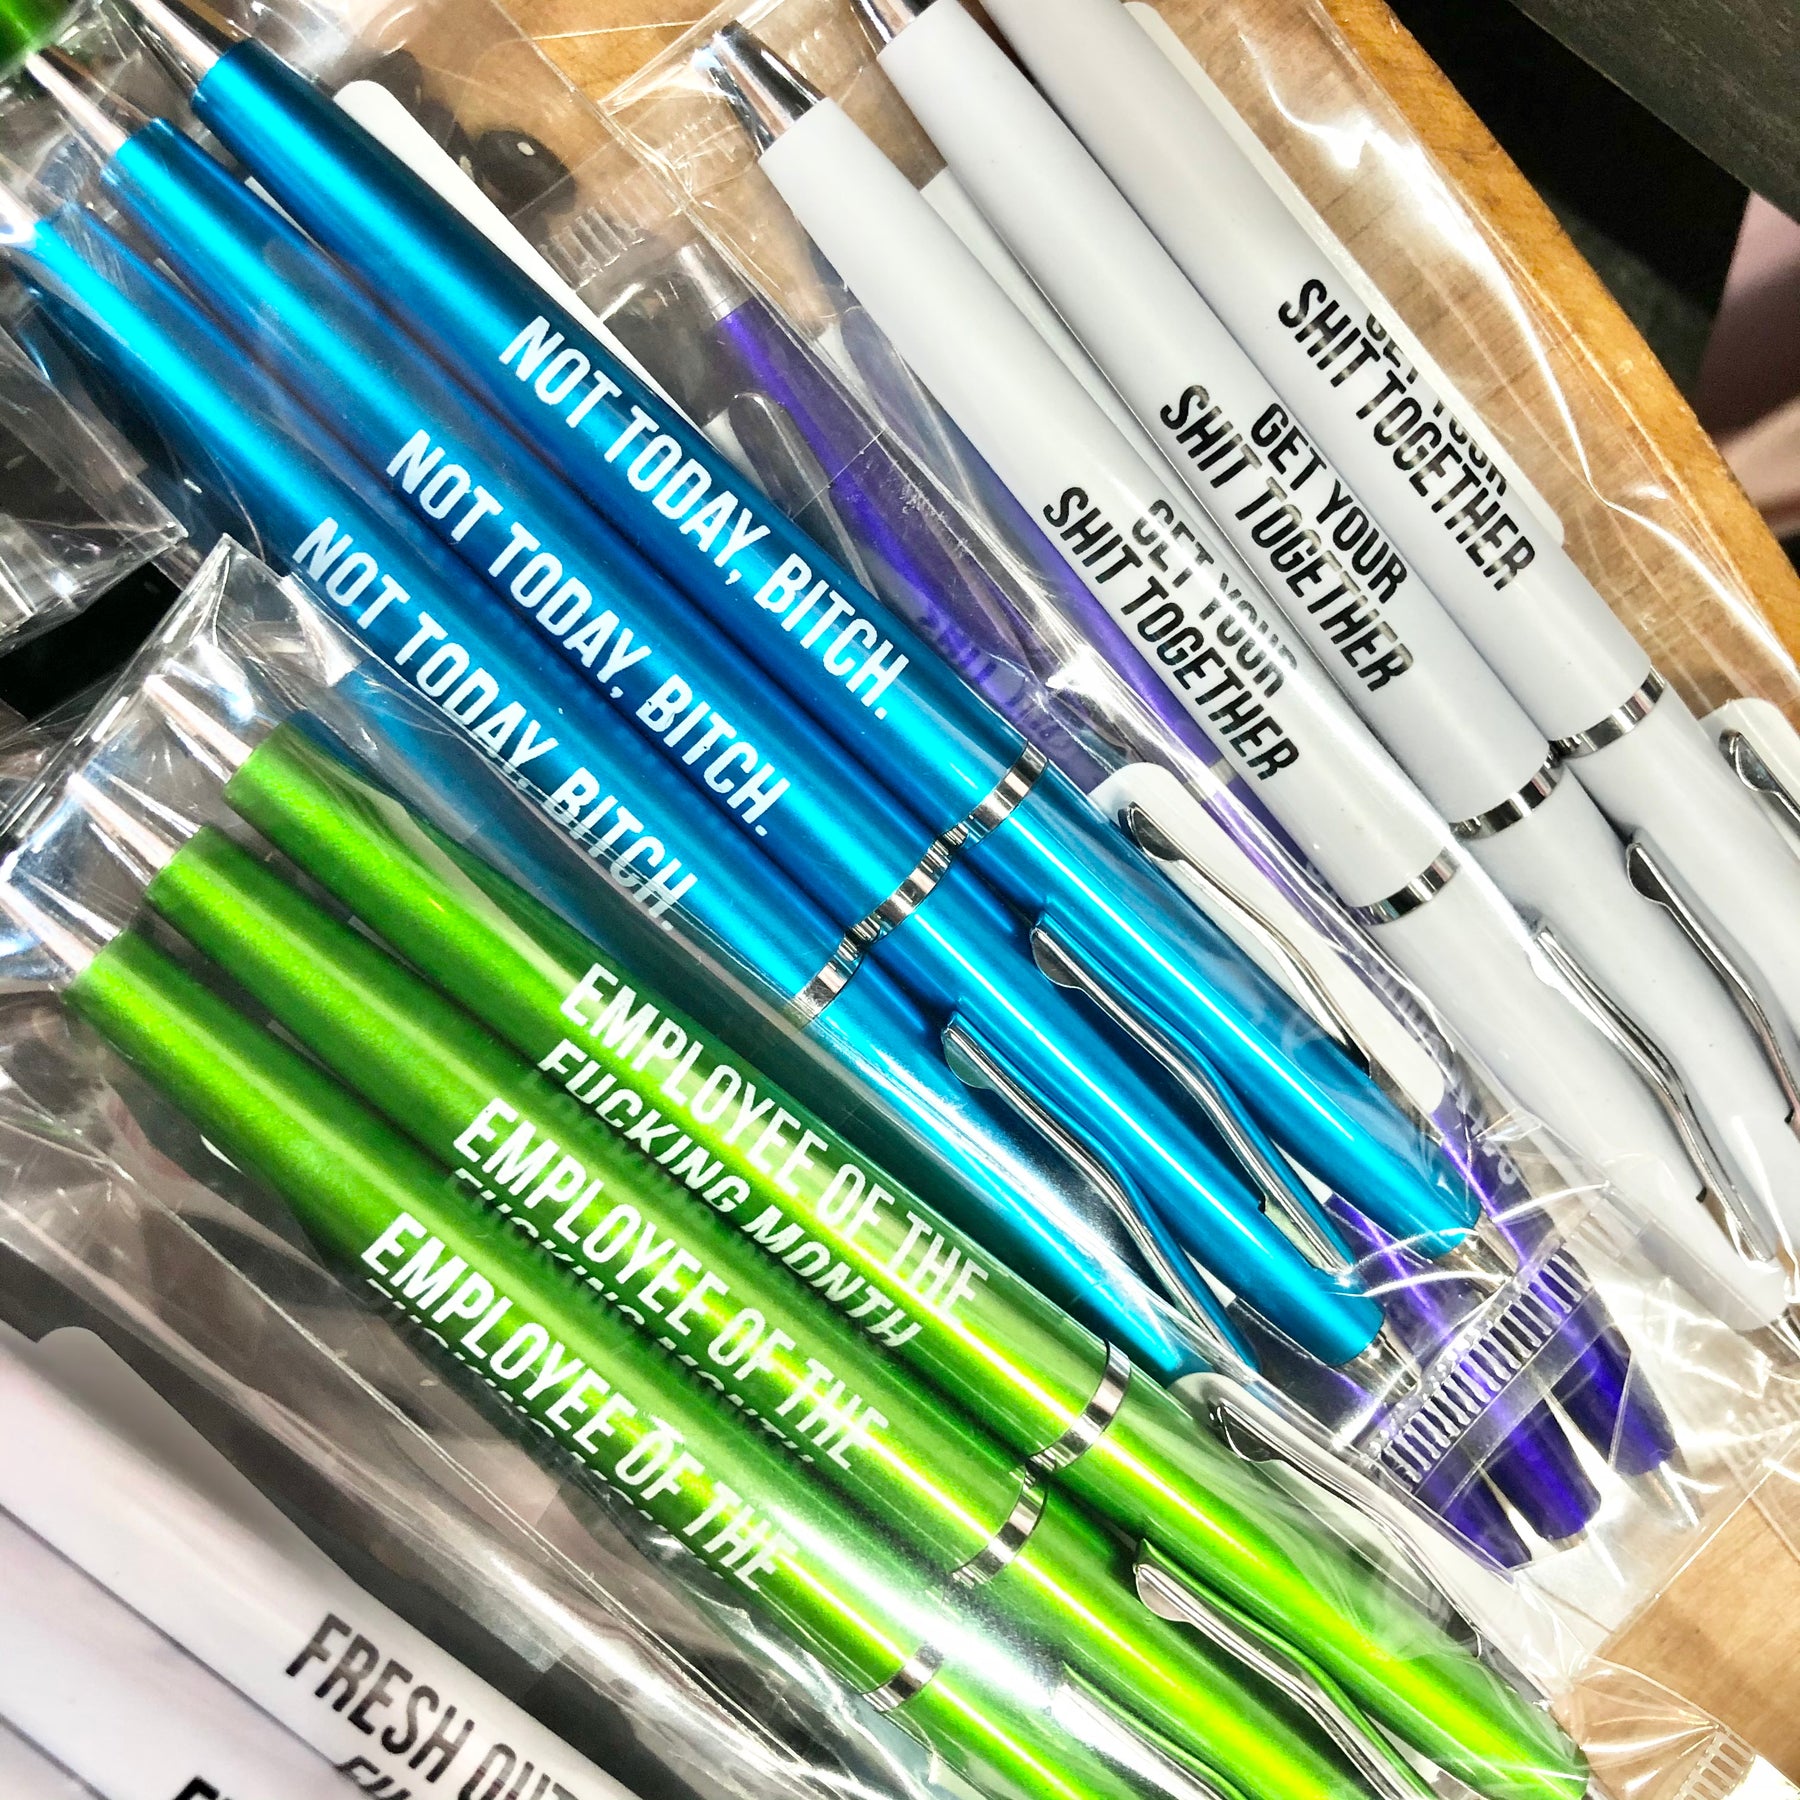 NOT TODAY, BITCH.
NOT TODAY, BITCH.
NOT TODAY, BITCH.
SHIT TOGETHER
GET YOUR
SHIT TOGETHER
GET YOUR
SHIT TOGETHER
EMPLOYEE OF THE
FUCKING MONTH
EMPLOYEE OF THE
EMPLOYEE OF THE
FRESH OUT